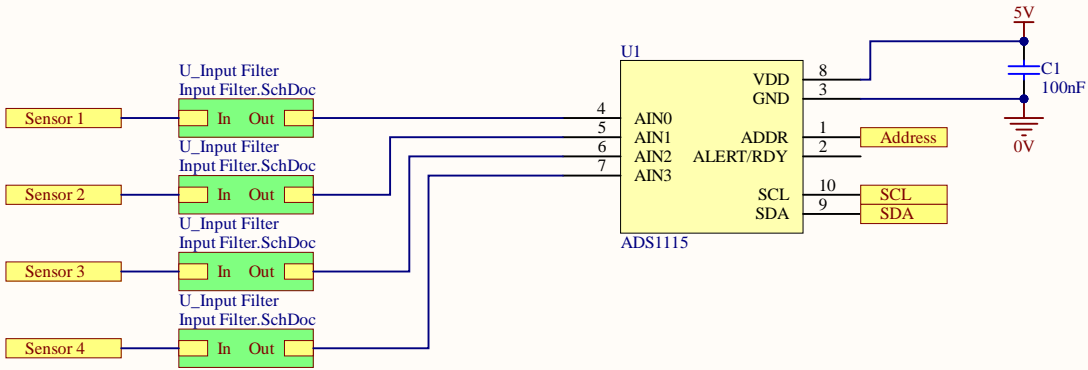 5V
C1
100nF
0V
U1
VDD 8
GND 3
ADDR 1
ALERT/RDY 2
SCL 10
SDA 9
4 AIN0
5 AIN1
6 AIN2
7 AIN3
ADS1115
Address
SCL
SDA
U_Input Filter
Input Filter.SchDoc
Sensor 1
In Out
U_Input Filter
Input Filter.SchDoc
Sensor 2
In Out
U_Input Filter
Input Filter.SchDoc
Sensor 3
In Out
U_Input Filter
Input Filter.SchDoc
Sensor 4
In Out